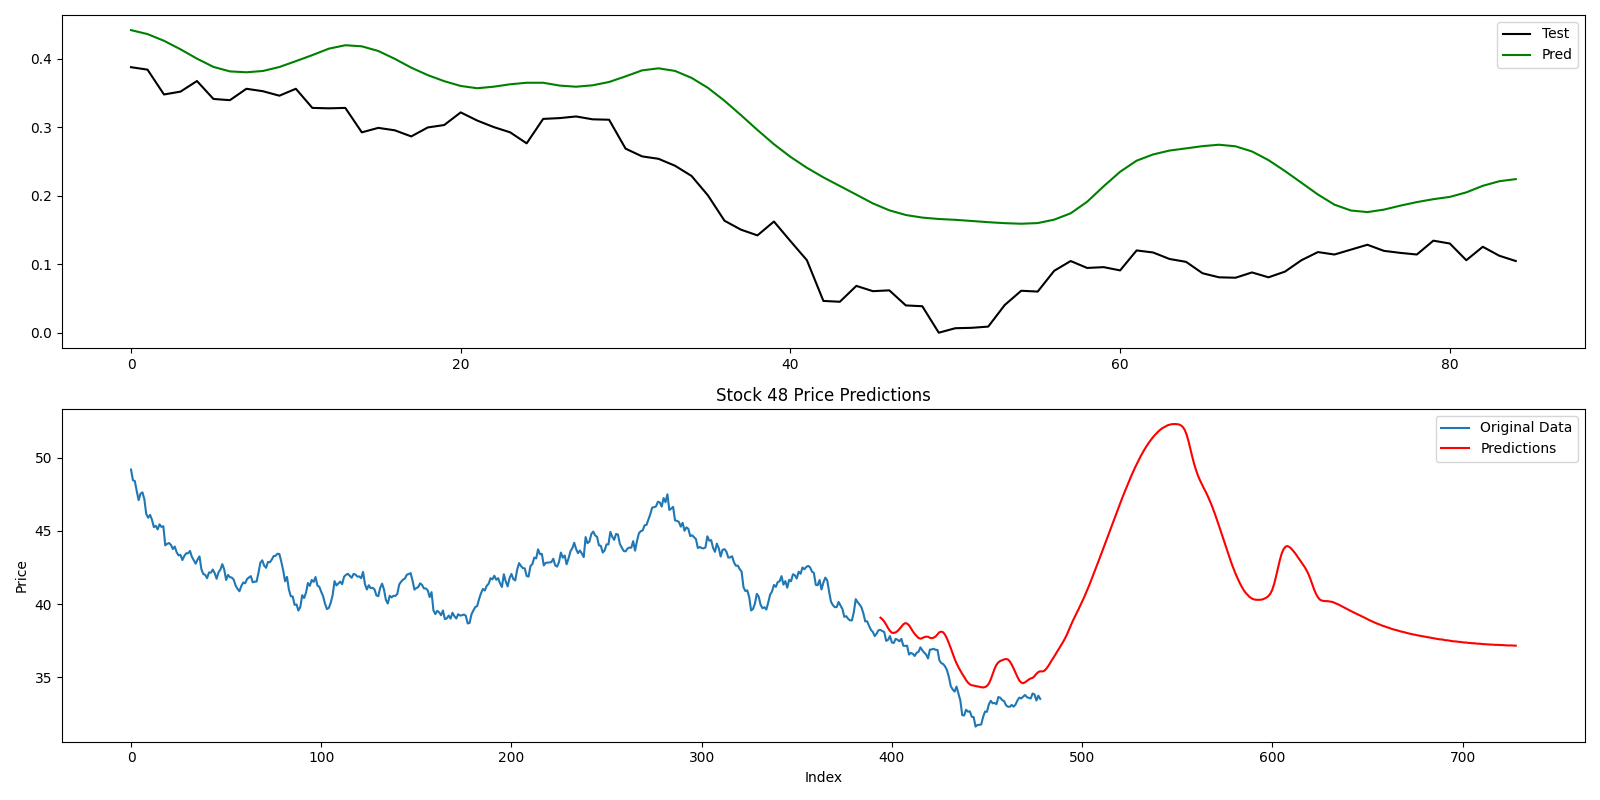 Test
Pred
0.4
0.3
0.2
0.1
0.0
0 20 40 60 80
Stock 48 Price Predictions
Original Data
Predictions
Price
50
45
40
35
0 100 200 300 400 500 600 700
Index